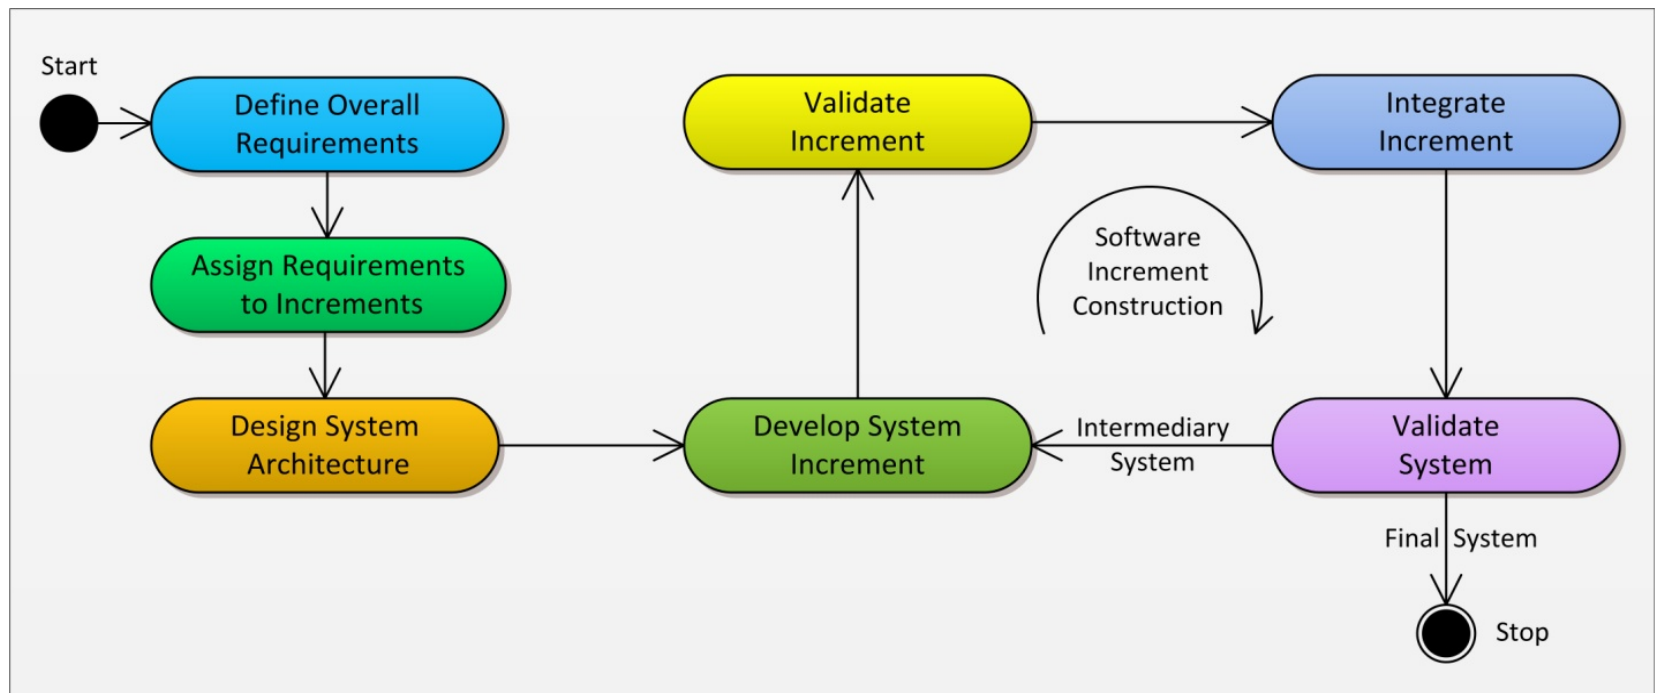 Start
Define Overall
Requirements
Assign Requirements
to Increments
Design System
Architecture
Validate
Increment
Integrate
Increment
Software
Increment
Construction
Develop System
Increment
Intermediary
System
Validate
System
Final System
Stop